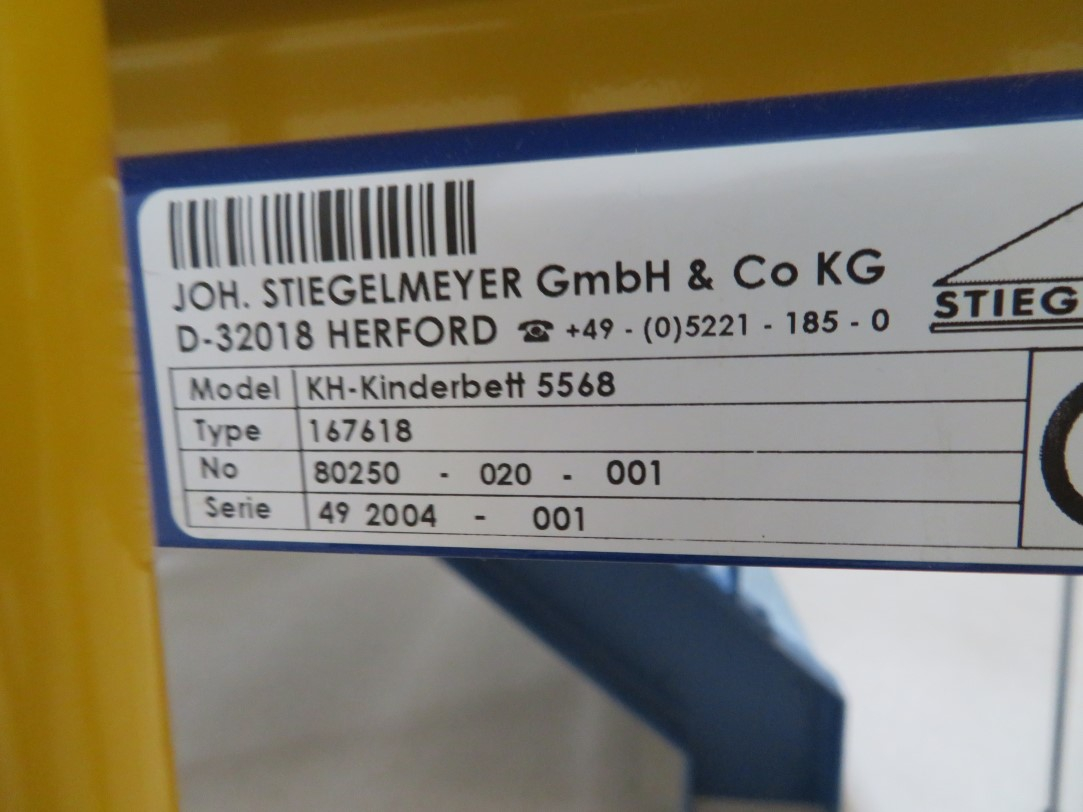 JOH. STIEGELMEYER GmbH & Co KG
D-32018 HERFORD ☎ +49 - (0)5221 - 185 - 0
STIEG
Model KH-Kinderbett 5568
Type 167618
No 80250 - 020 - 001
Serie 49 2004 - 001